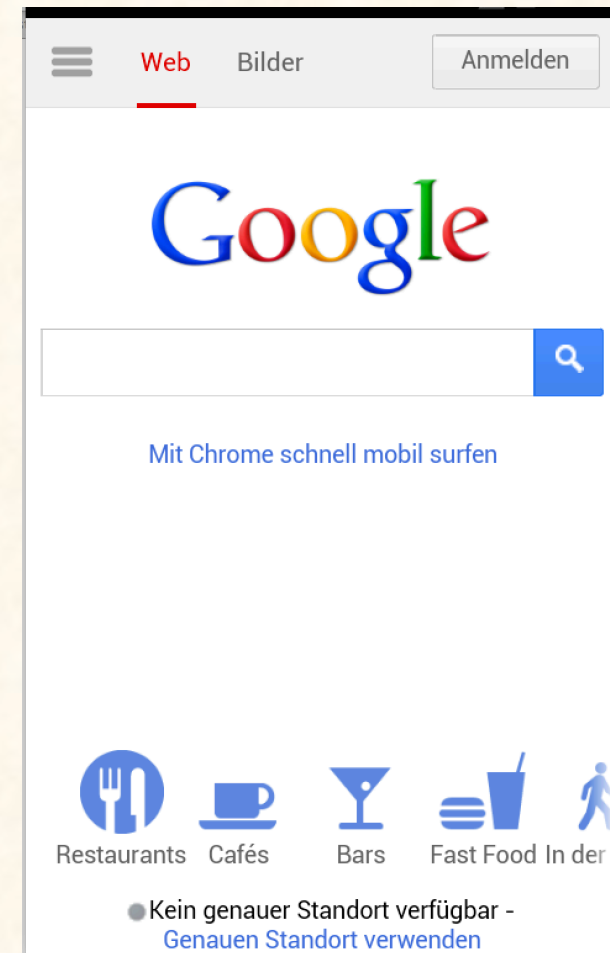 Web Bilder Anmelden
Google
Mit Chrome schnell mobil surfen
Restaurants Cafés Bars Fast Food In der
Kein genauer Standort verfügbar -
Genauen Standort verwenden